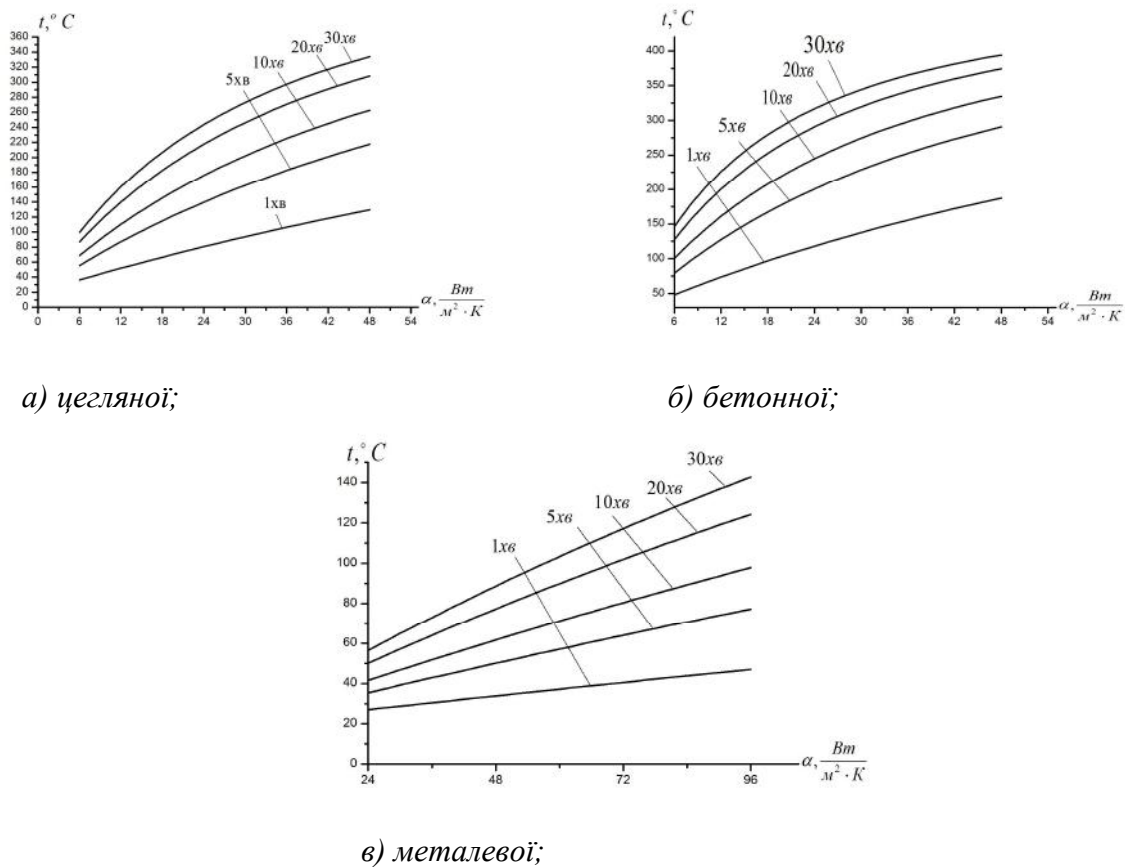 t,° C
360
340
320
300
280
260
240
220
200
180
160
140
120
100
80
60
40
20
0
0 6 12 18 24 30 36 42 48 54
α, Вт
м² · К
1хв
5хв
10хв
20хв
30хв
t,° C
400
350
300
250
200
150
100
50
6 12 18 24 30 36 42 48 54
α, Вт
м² · К
1хв
5хв
10хв
20хв
30хв
а) цегляної;
б) бетонної;
t,° C
140
120
100
80
60
40
20
0
24 48 72 96
α, Вт
м² · К
1хв
5хв
10хв
20хв
30хв
в) металевої;